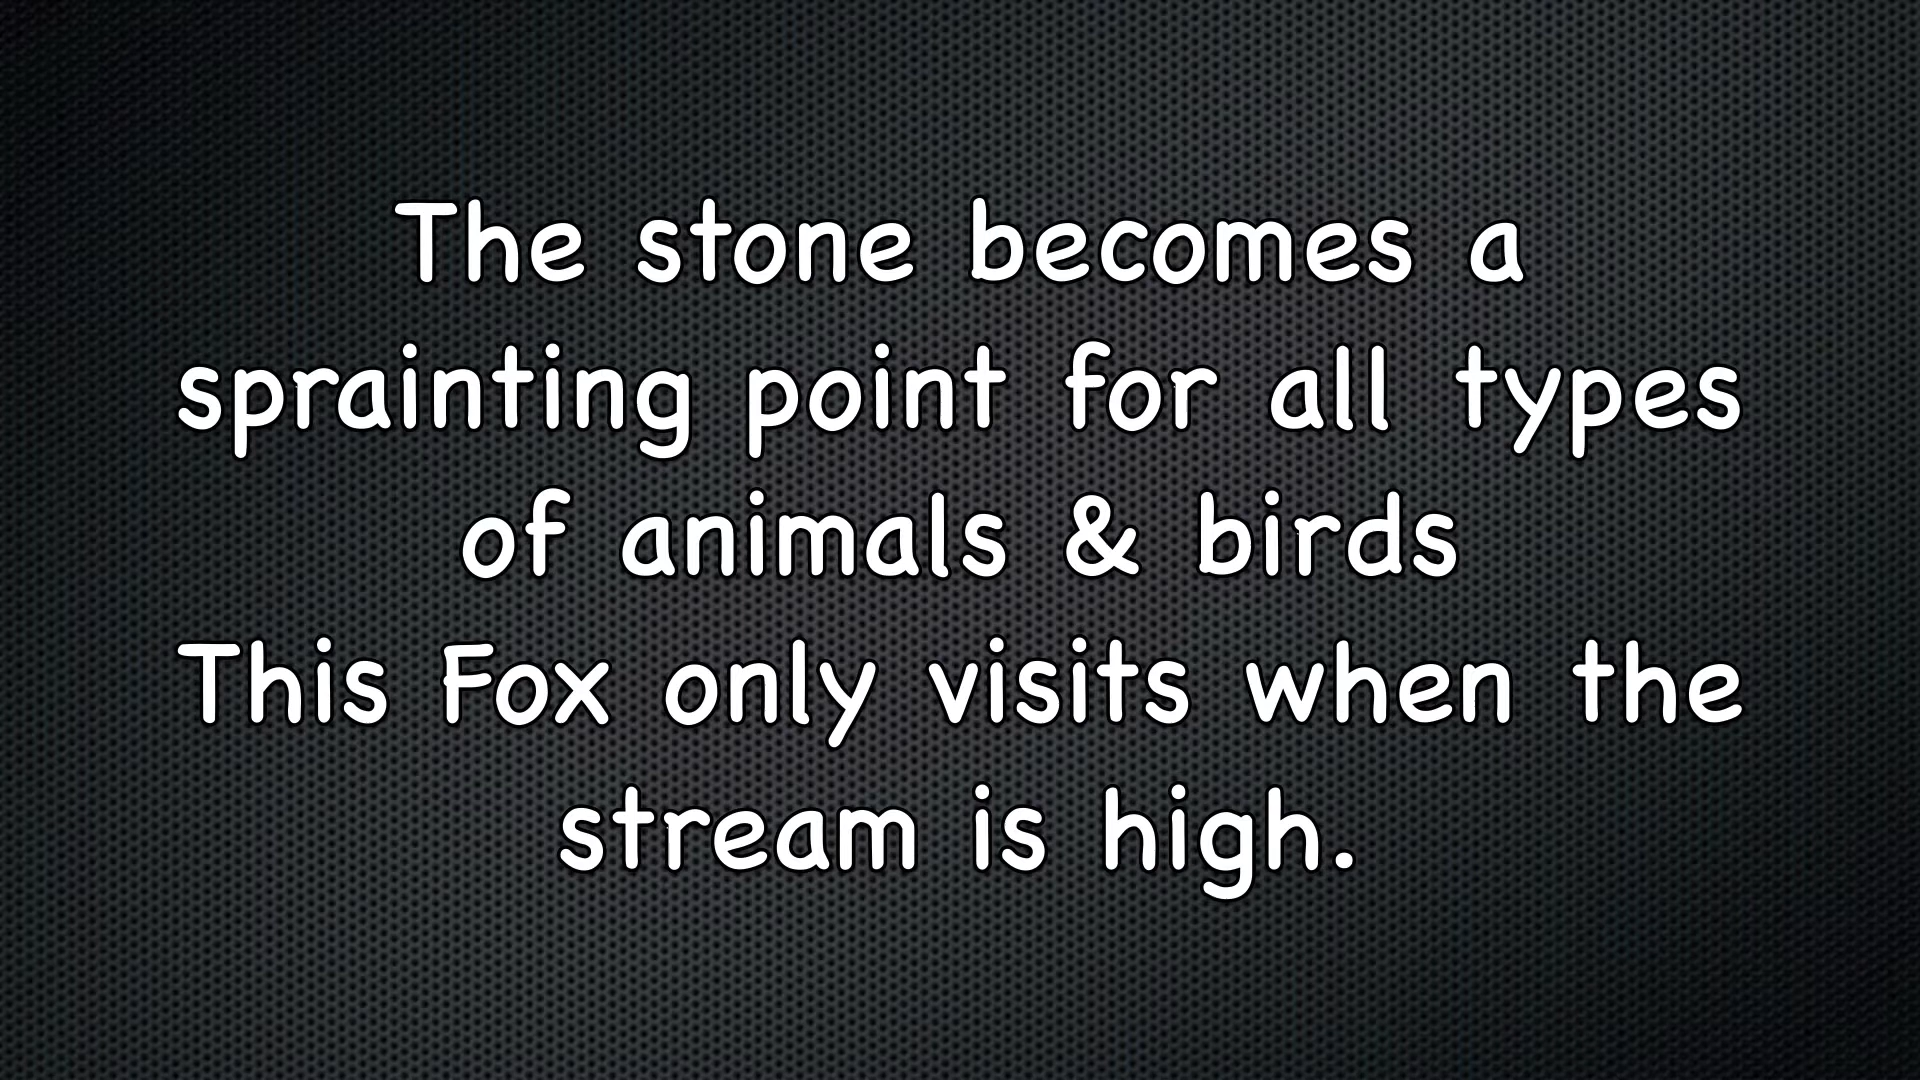 The stone becomes a
sprainting point for all types
of animals & birds
This Fox only visits when the
stream is high.